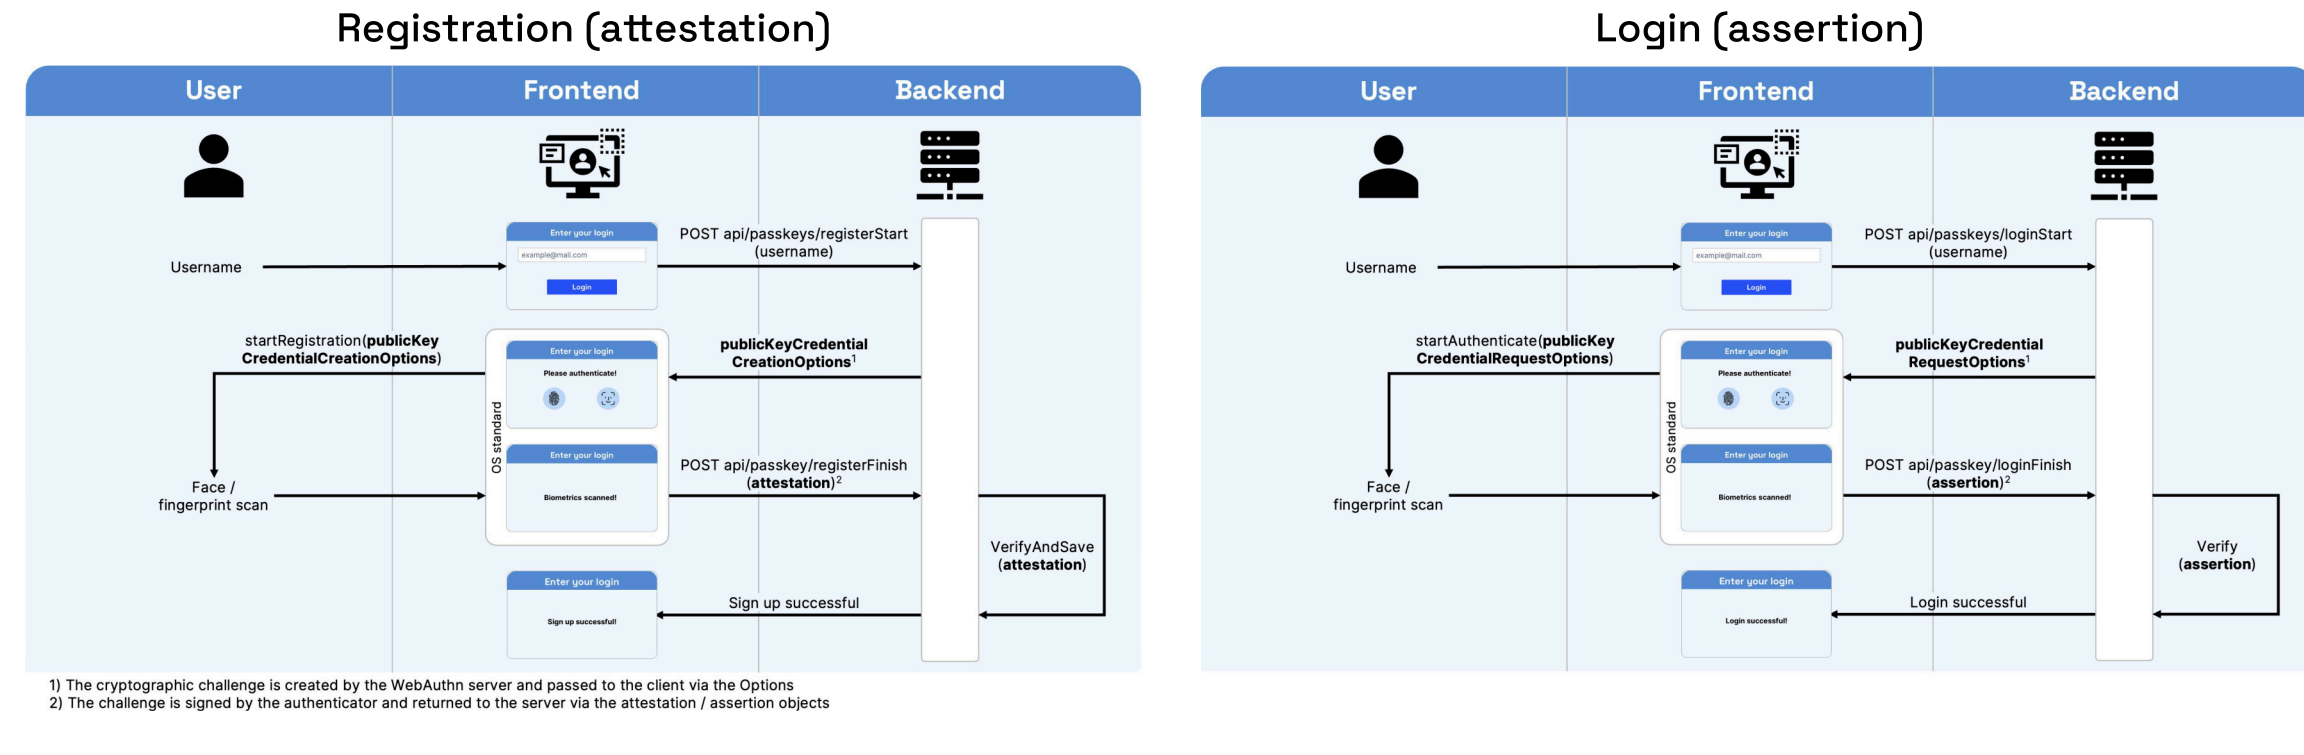 Registration (attestation)
User
Frontend
Backend
Enter your login
example@mail.com
Login
POST api/passkeys/registerStart
(username)
Username
startRegistration(publicKey
CredentialCreationOptions)
OS standard
Enter your login
Please authenticate!
publicKeyCredential
CreationOptions1
Enter your login
Biometrics scanned!
POST api/passkey/registerFinish
(attestation)2
Face /
fingerprint scan
VerifyAndSave
(attestation)
Enter your login
Sign up successful!
Sign up successful
1) The cryptographic challenge is created by the WebAuthn server and passed to the client via the Options
2) The challenge is signed by the authenticator and returned to the server via the attestation / assertion objects
Login (assertion)
User
Frontend
Backend
Enter your login
example@mail.com
Login
POST api/passkeys/loginStart
(username)
Username
startAuthenticate(publicKey
CredentialRequestOptions)
OS standard
Enter your login
Please authenticate!
publicKeyCredential
RequestOptions1
Enter your login
Biometrics scanned!
POST api/passkey/loginFinish
(assertion)2
Face /
fingerprint scan
Verify
(assertion)
Enter your login
Login successful!
Login successful